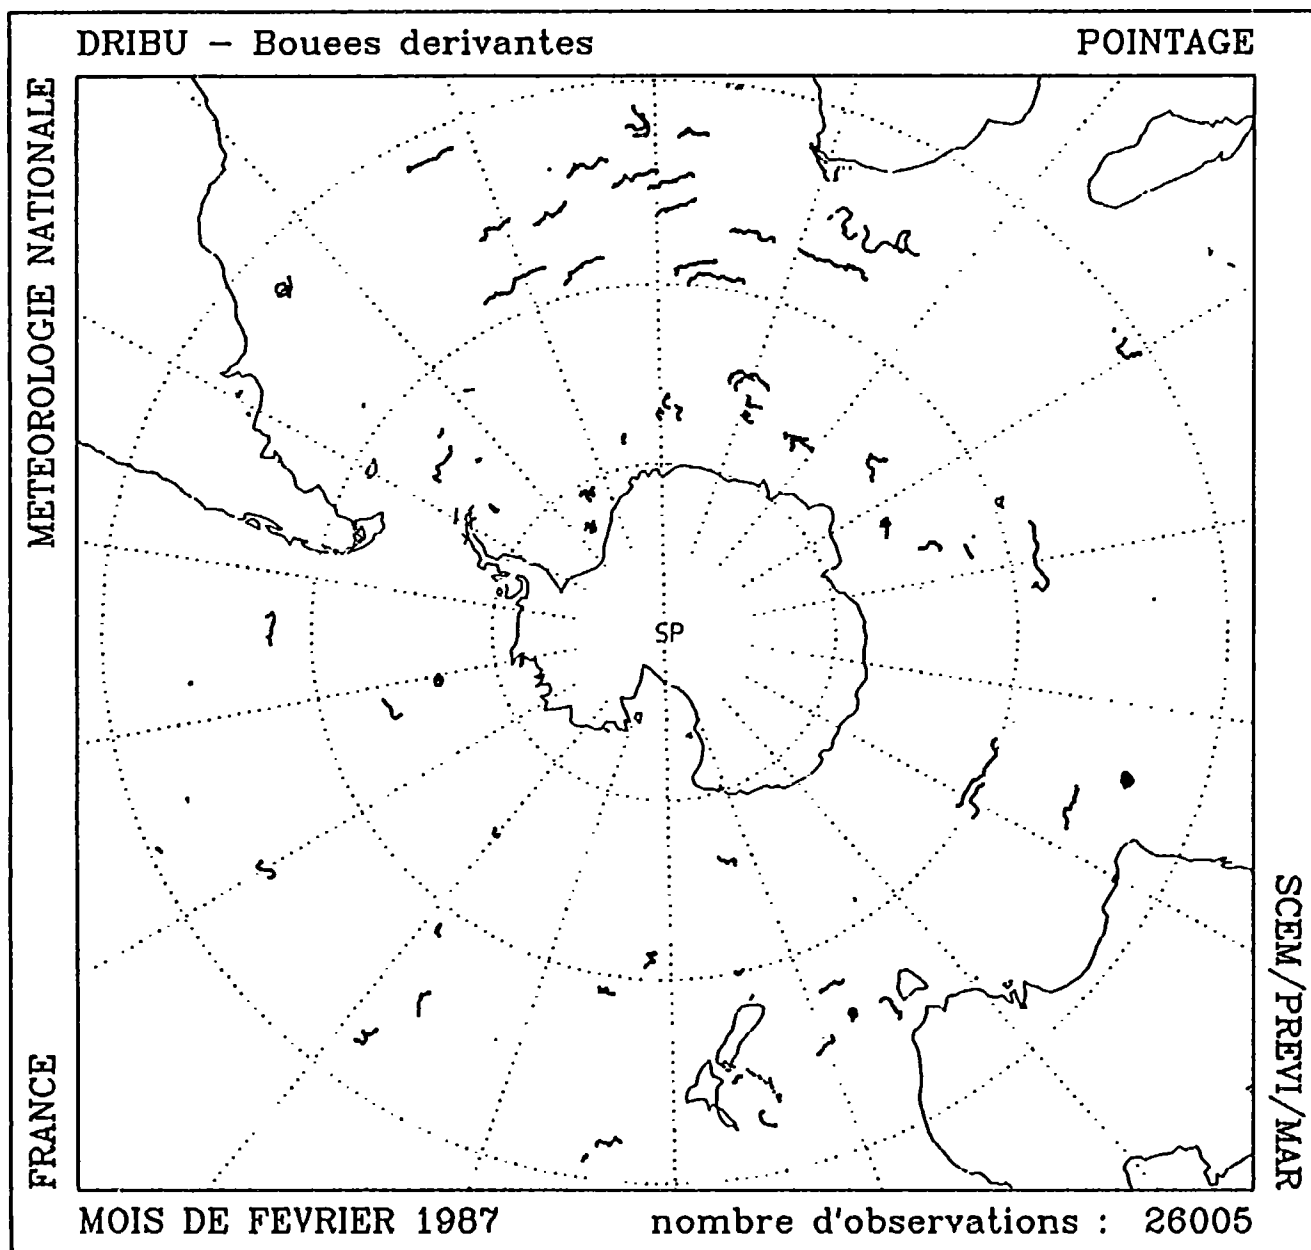 DRIBU - Bouees derivantes
POINTAGE
METEOROLOGIE NATIONALE
FRANCE
SP
SCEM/PREVI/MAR
MOIS DE FEVRIER 1987
nombre d'observations : 26005